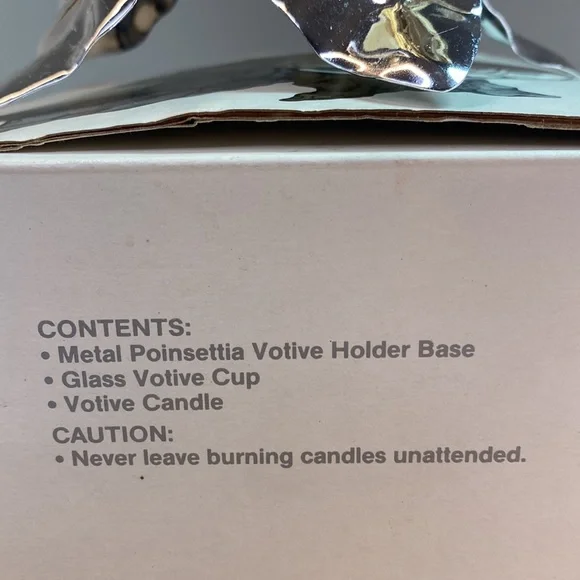 CONTENTS:
• Metal Poinsettia Votive Holder Base
• Glass Votive Cup
• Votive Candle
CAUTION:
• Never leave burning candles unattended.